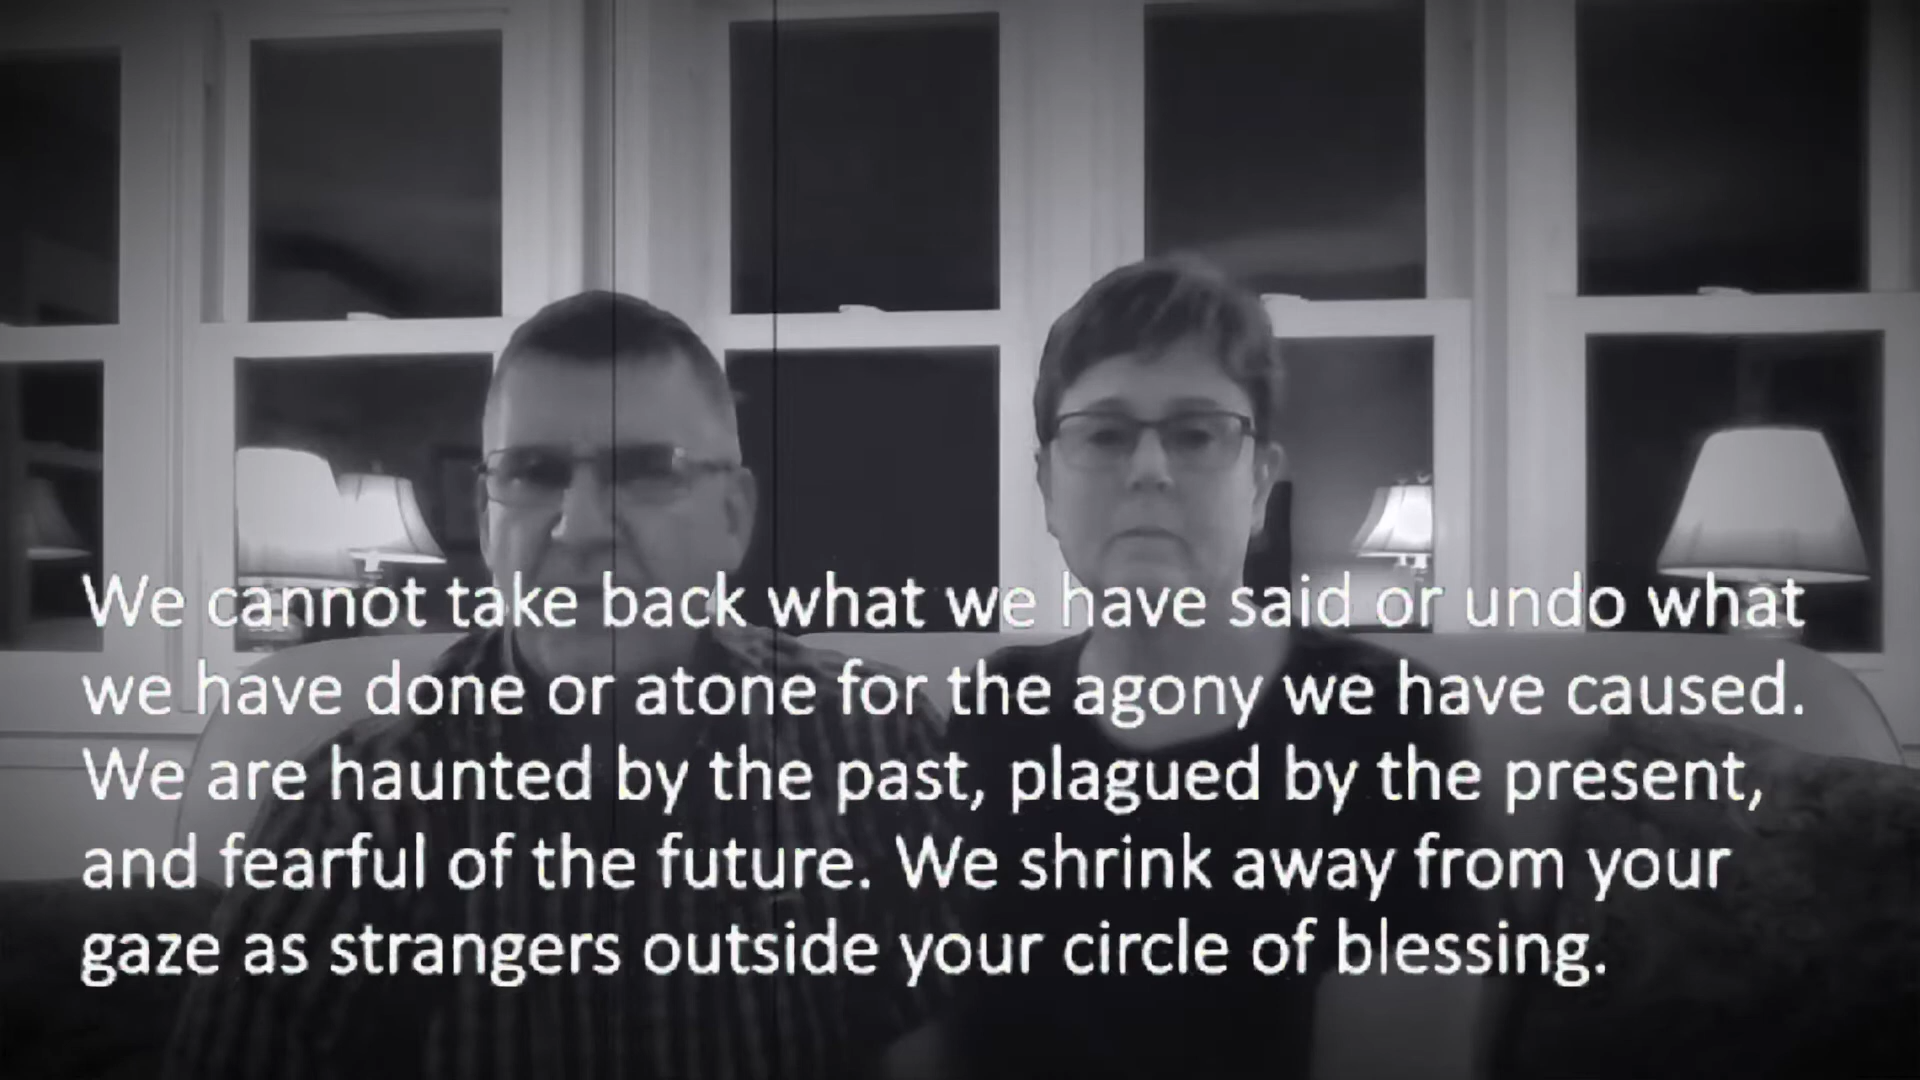 We cannot take back what we have said or undo what
we have done or atone for the agony we have caused.
We are haunted by the past, plagued by the present,
and fearful of the future. We shrink away from your
gaze as strangers outside your circle of blessing.